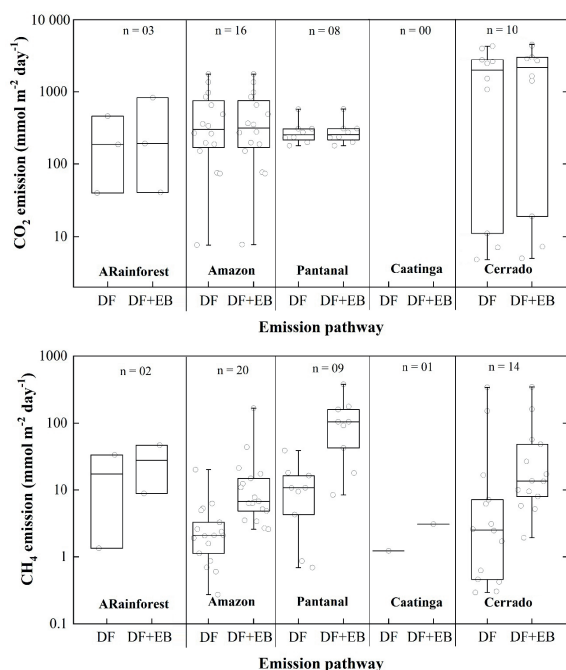 CO2 emission (mmol m-2 day-1)
10 000
1000
100
10
n = 03
n = 16
n = 08
n = 00
n = 10
ARainforest
Amazon
Pantanal
Caatinga
Cerrado
DF DF+EB DF DF+EB DF DF+EB DF DF+EB DF DF+EB
Emission pathway
CH4 emission (mmol m-2 day-1)
1000
100
10
1
0.1
n = 02
n = 20
n = 09
n = 01
n = 14
ARainforest
Amazon
Pantanal
Caatinga
Cerrado
DF DF+EB DF DF+EB DF DF+EB DF DF+EB DF DF+EB
Emission pathway